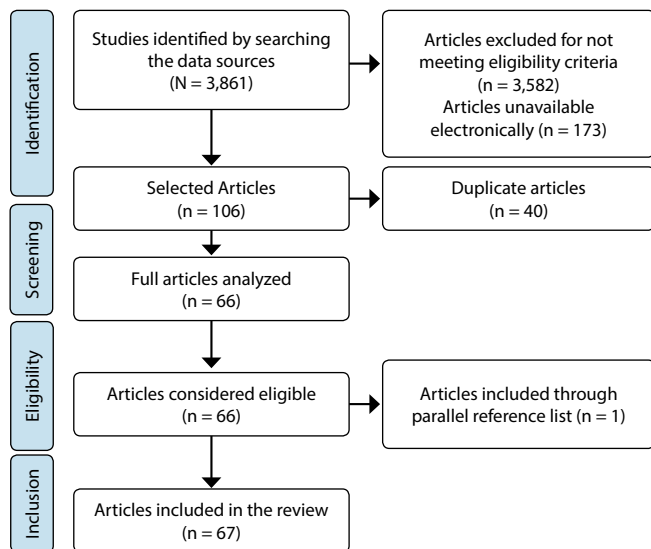 Identification
Studies identified by searching
the data sources
(N = 3,861)
Articles excluded for not
meeting eligibility criteria
(n = 3,582)
Articles unavailable
electronically (n = 173)
Selected Articles
(n = 106)
Duplicate articles
(n = 40)
Screening
Full articles analyzed
(n = 66)
Eligibility
Articles considered eligible
(n = 66)
Articles included through
parallel reference list (n = 1)
Inclusion
Articles included in the review
(n = 67)